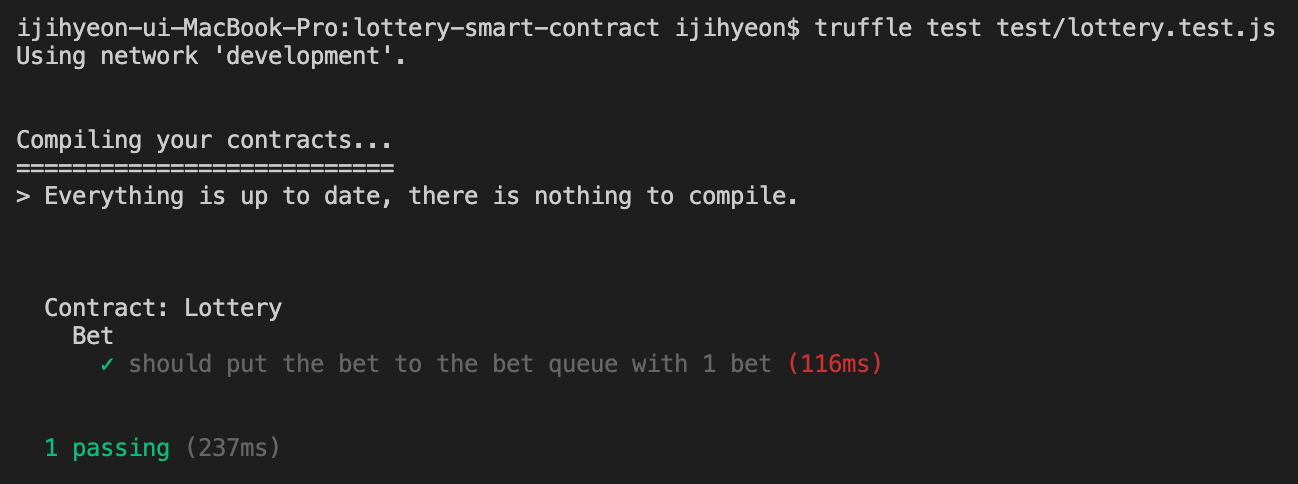 ijihyeon-ui-MacBook-Pro:lottery-smart-contract ijihyeon$ truffle test test/lottery.test.js
Using network 'development'.
Compiling your contracts...
===========================
> Everything is up to date, there is nothing to compile.
Contract: Lottery
Bet
✓ should put the bet to the bet queue with 1 bet (116ms)
1 passing (237ms)